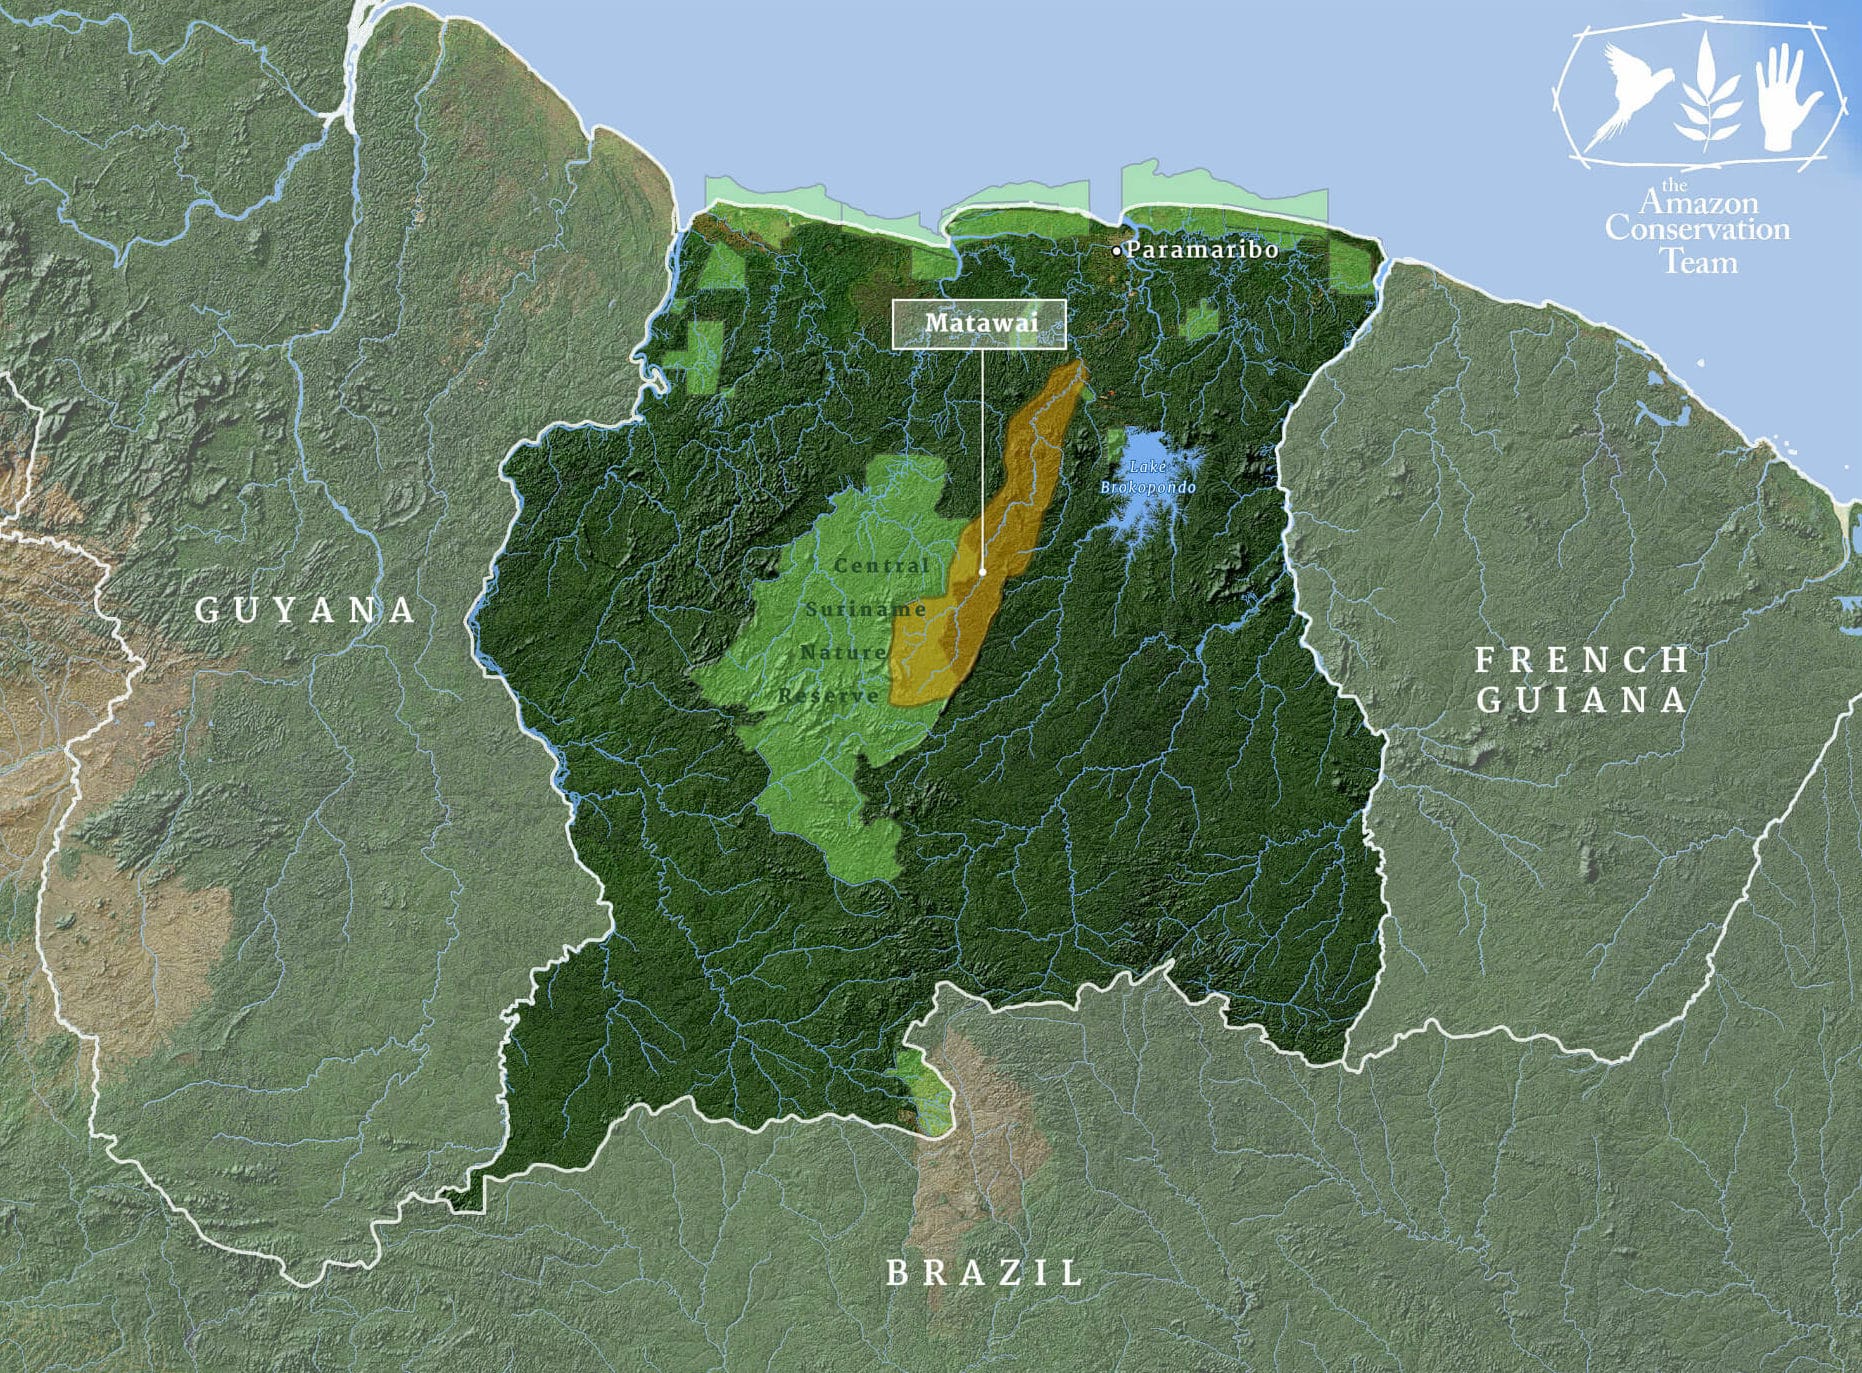 the
Amazon
Conservation
Team
Paramaribo
Matawai
Lake
Brokopondo
Central
Suriname
Nature
Reserve
GUYANA
FRENCH
GUIANA
BRAZIL